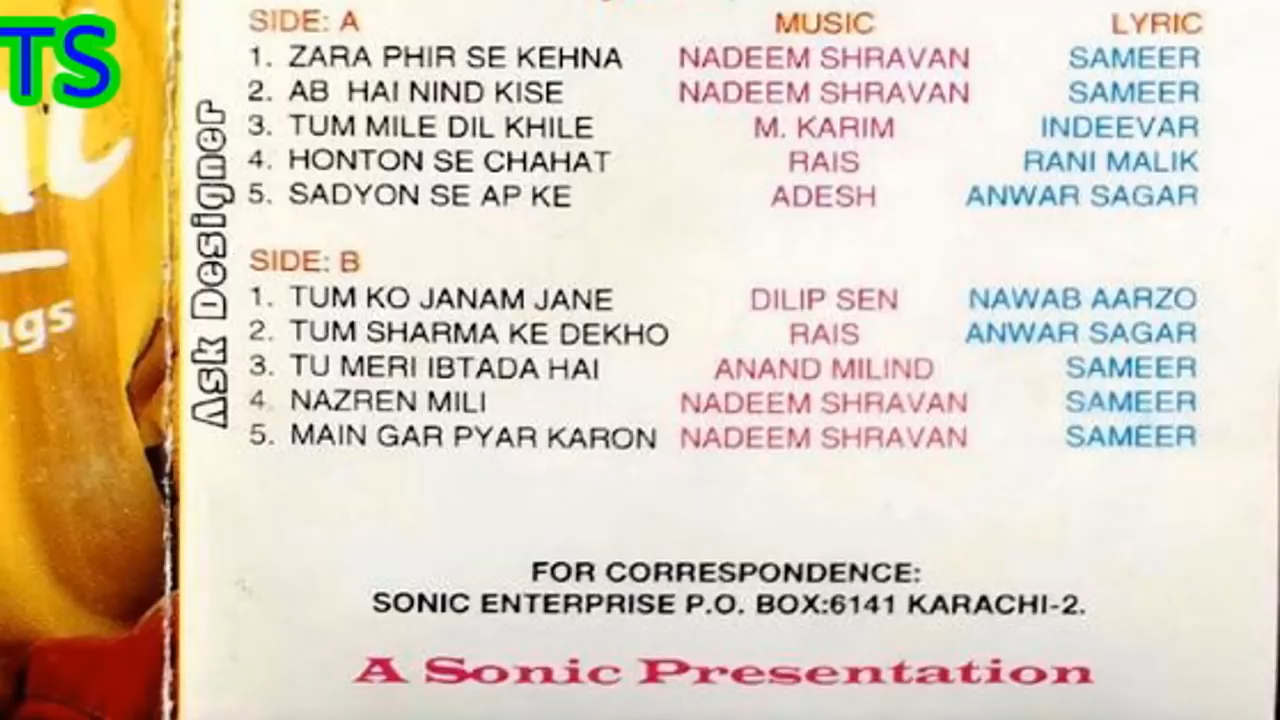 TS
SIDE: A MUSIC LYRIC
1. ZARA PHIR SE KEHNA NADEEM SHRAVAN SAMEER
2. AB HAI NIND KISE NADEEM SHRAVAN SAMEER
3. TUM MILE DIL KHILE M. KARIM INDEEVAR
4. HONTON SE CHAHAT RAIS RANI MALIK
5. SADYON SE AP KE ADESH ANWAR SAGAR
Ask Designer
SIDE: B
1. TUM KO JANAM JANE DILIP SEN NAWAB AARZO
2. TUM SHARMA KE DEKHO RAIS ANWAR SAGAR
3. TU MERI IBTADA HAI ANAND MILIND SAMEER
4. NAZREN MILI NADEEM SHRAVAN SAMEER
5. MAIN GAR PYAR KARON NADEEM SHRAVAN SAMEER
FOR CORRESPONDENCE:
SONIC ENTERPRISE P.O. BOX:6141 KARACHI-2.
A Sonic Presentation